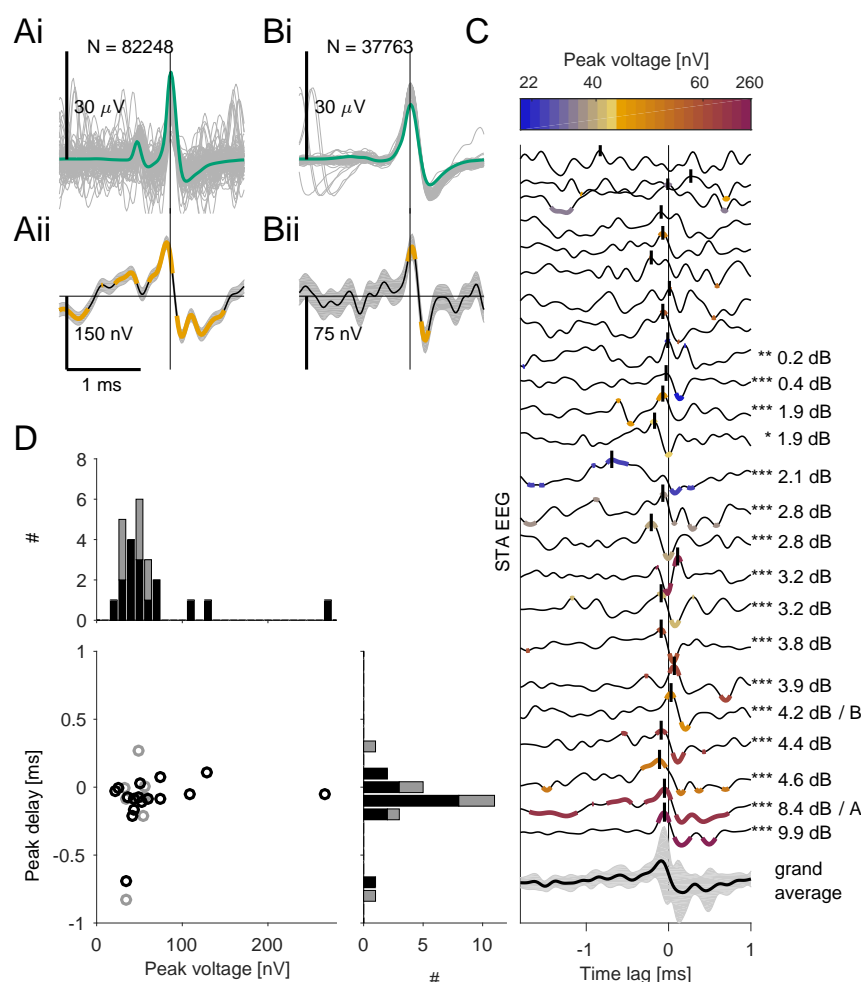 Ai
N = 82248
30 μV
Bi
N = 37763
30 μV
Aii
150 nV
1 ms
Bii
75 nV
C
Peak voltage [nV]
22 40 60 260
STA EEG
** 0.2 dB
*** 0.4 dB
*** 1.9 dB
* 1.9 dB
*** 2.1 dB
*** 2.8 dB
*** 2.8 dB
*** 3.2 dB
*** 3.2 dB
*** 3.8 dB
*** 3.9 dB
*** 4.2 dB / B
*** 4.4 dB
*** 4.6 dB
*** 8.4 dB / A
*** 9.9 dB
grand
average
-1 0 1
Time lag [ms]
D
#
8
6
4
2
0
Peak delay [ms]
1
0.5
0
-0.5
-1
0 100 200
Peak voltage [nV]
0 5 10
#